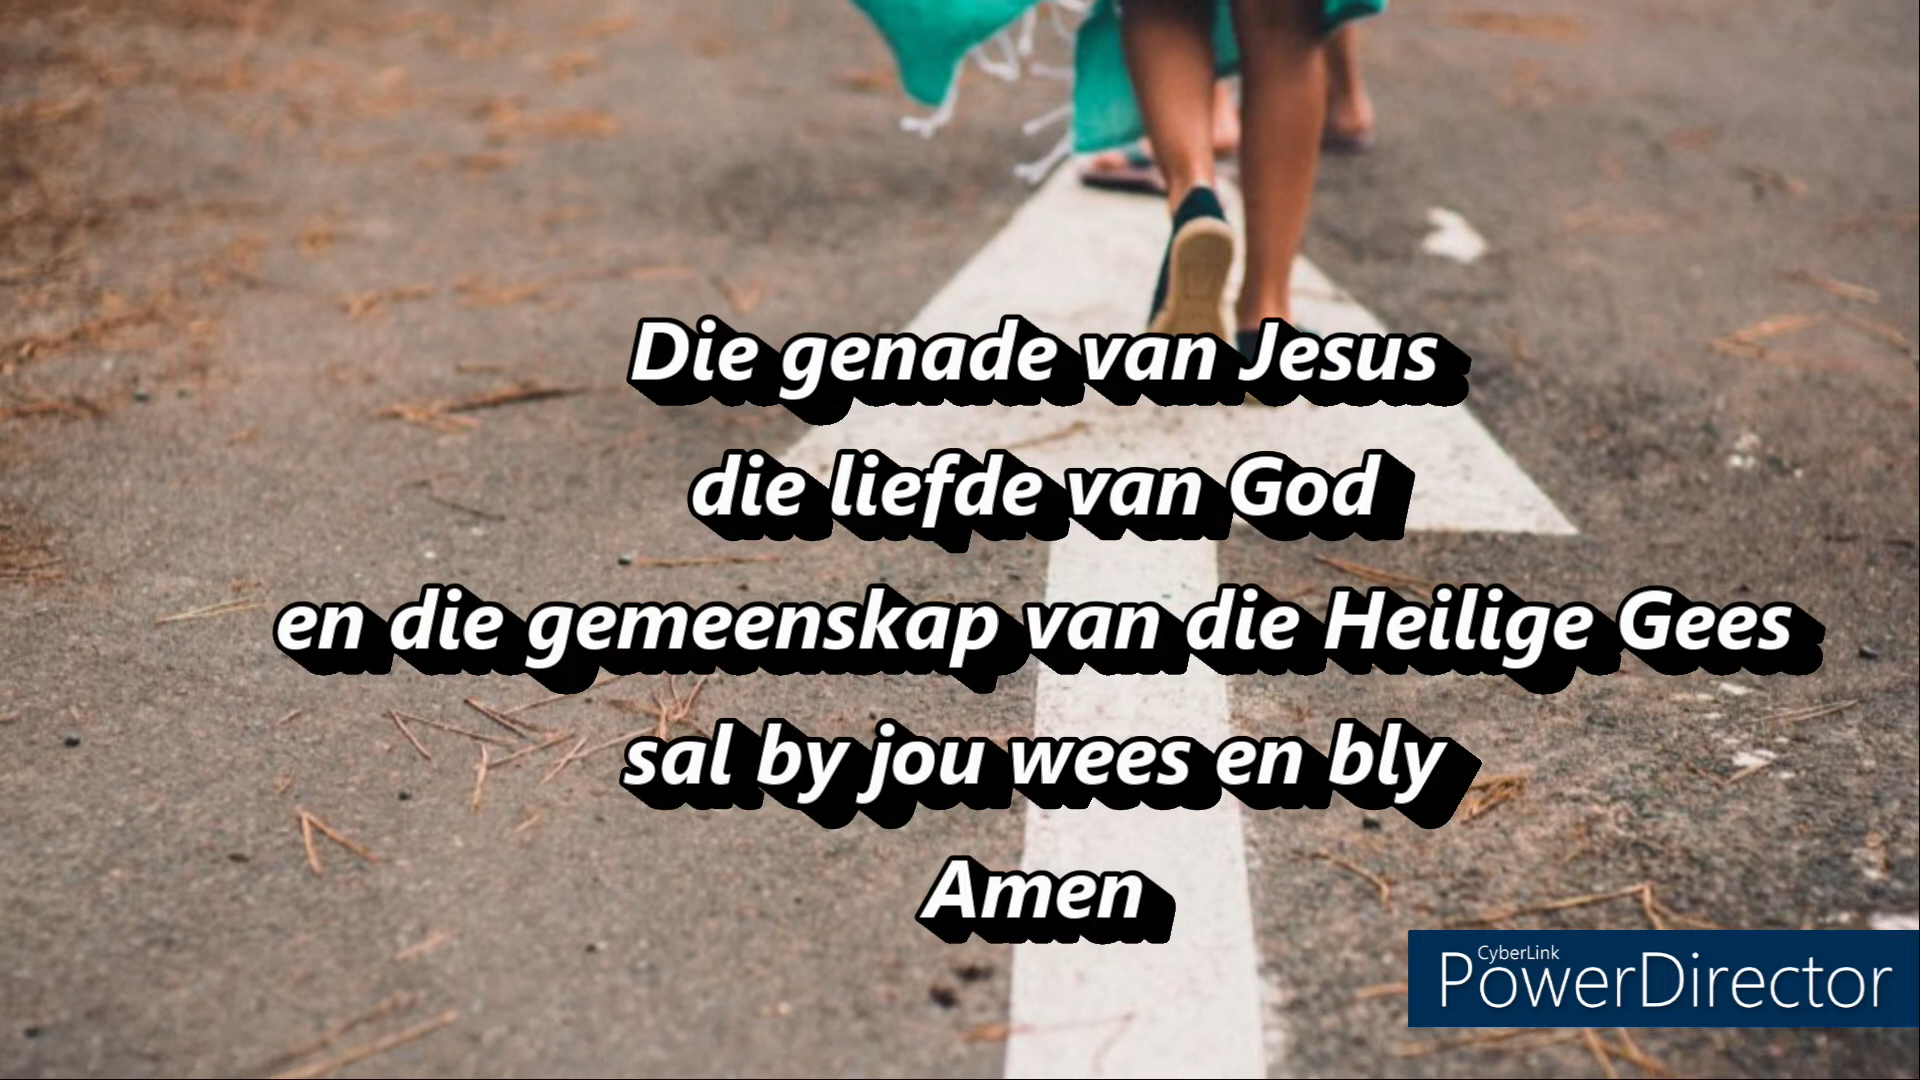 Die genade van Jesus
die liefde van God
en die gemeenskap van die Heilige Gees
sal by jou wees en bly
Amen
CyberLink
PowerDirector